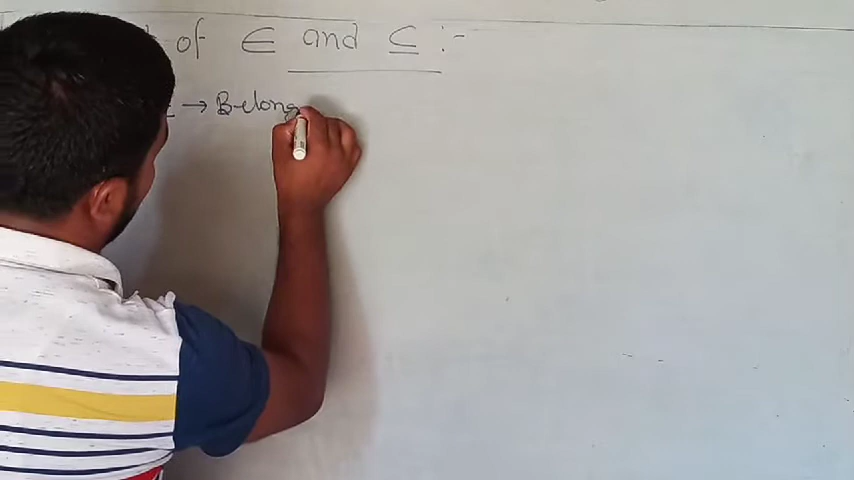 of ∈ and ⊆ :-
→ Belong